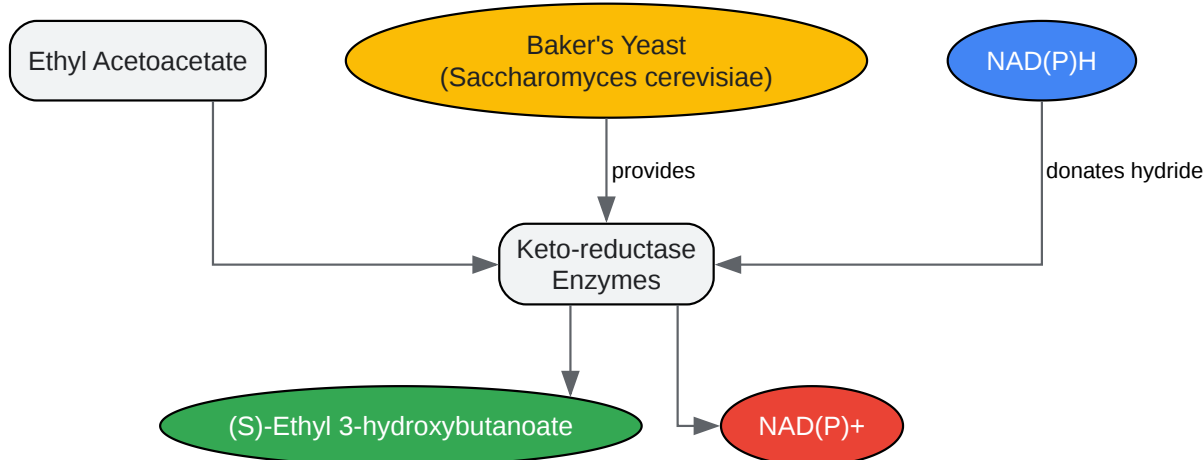 Ethyl Acetoacetate
Baker's Yeast
(Saccharomyces cerevisiae)
NAD(P)H
provides
donates hydride
Keto-reductase
Enzymes
(S)-Ethyl 3-hydroxybutanoate
NAD(P)+